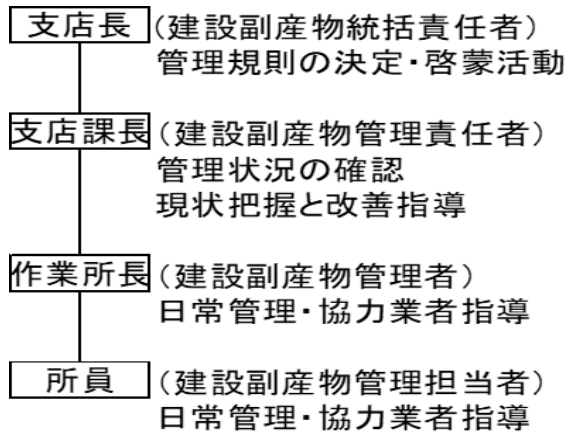 支店長 (建設副産物統括責任者)
管理規則の決定・啓蒙活動
支店課長 (建設副産物管理責任者)
管理状況の確認
現状把握と改善指導
作業所長 (建設副産物管理者)
日常管理・協力業者指導
所員 (建設副産物管理担当者)
日常管理・協力業者指導